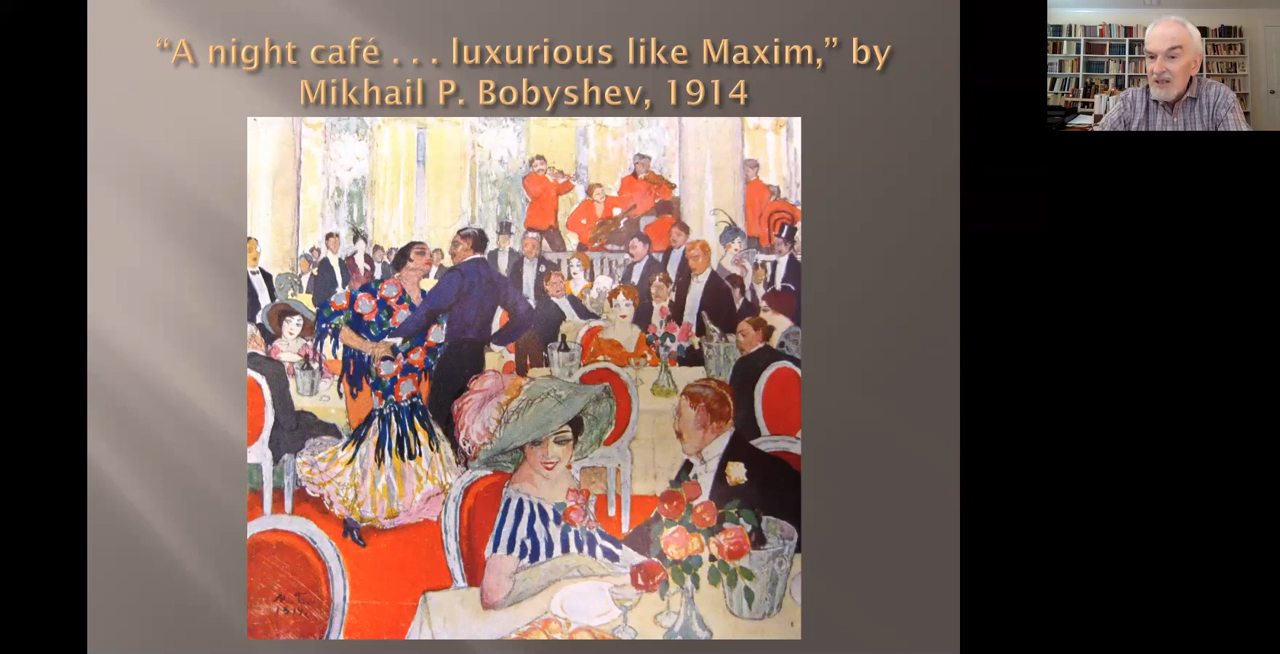 “A night café . . . luxurious like Maxim,” by
Mikhail P. Bobyshev, 1914